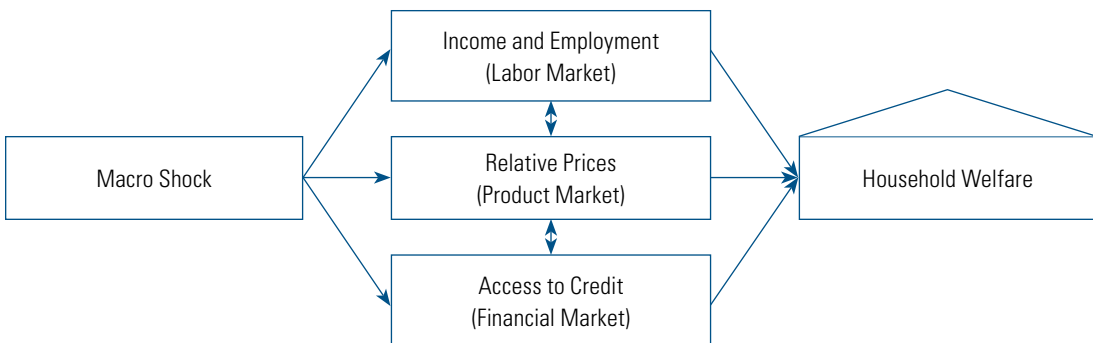 Income and Employment
(Labor Market)
Macro Shock
Relative Prices
(Product Market)
Household Welfare
Access to Credit
(Financial Market)